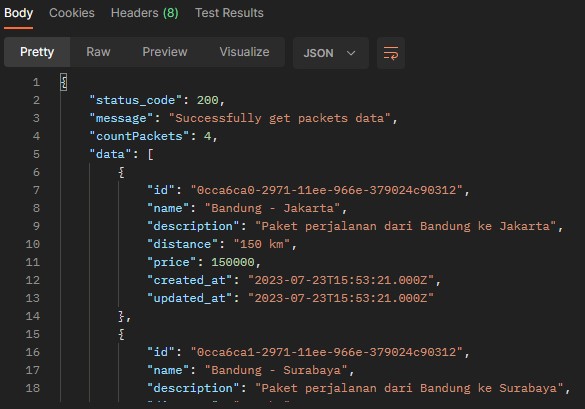 Body Cookies Headers (8) Test Results
Pretty Raw Preview Visualize JSON
1 {
2 "status_code": 200,
3 "message": "Successfully get packets data",
4 "countPackets": 4,
5 "data": [
6 {
7 "id": "0cca6ca0-2971-11ee-966e-379024c90312",
8 "name": "Bandung - Jakarta",
9 "description": "Paket perjalanan dari Bandung ke Jakarta",
10 "distance": "150 km",
11 "price": 150000,
12 "created_at": "2023-07-23T15:53:21.000Z",
13 "updated_at": "2023-07-23T15:53:21.000Z"
14 },
15 {
16 "id": "0cca6ca1-2971-11ee-966e-379024c90312",
17 "name": "Bandung - Surabaya",
18 "description": "Paket perjalanan dari Bandung ke Surabaya",